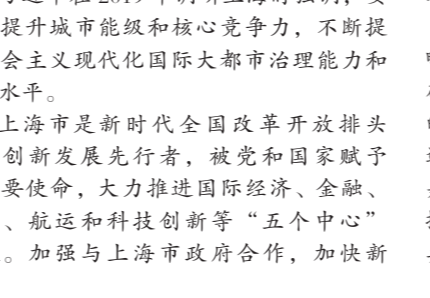 提升城市能级和核心竞争力，不断提
会主义现代化国际大都市治理能力和
水平。
上海市是新时代全国改革开放排头
创新发展先行者，被党和国家赋予
要使命，大力推进国际经济、金融、
、航运和科技创新等“五个中心”
。加强与上海市政府合作，加快新